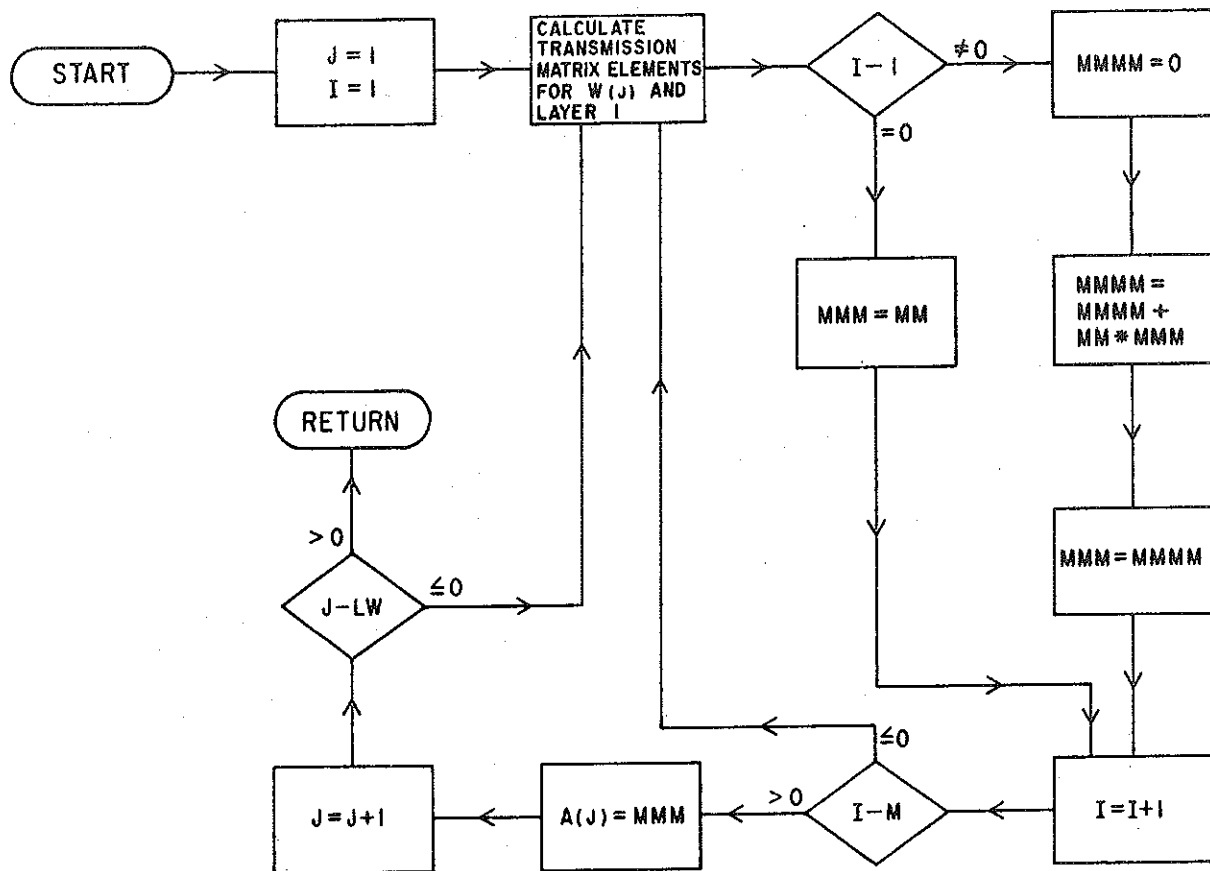 START
J = 1
I = 1
CALCULATE
TRANSMISSION
MATRIX ELEMENTS
FOR W(J) AND
LAYER I
I-1
≠0
=0
MMMM=0
MMM=MM
MMMM=
MMMM+
MM*MMM
MMM=MMMM
RETURN
>0
J-LW
≤0
J=J+1
A(J)=MMM
>0
I-M
≤0
I=I+1